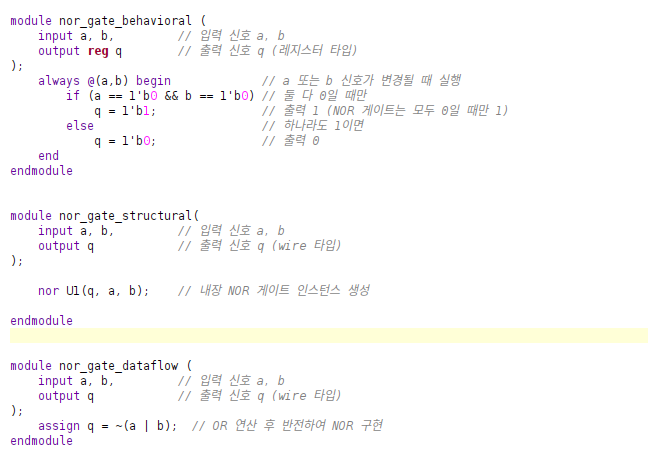 module nor_gate_behavioral (
    input a, b,         // 입력 신호 a, b
    output reg q        // 출력 신호 q (레지스터 타입)
);
    always @(a,b) begin             // a 또는 b 신호가 변경될 때 실행
        if (a == 1'b0 && b == 1'b0) // 둘 다 0일 때만
            q = 1'b1;               // 출력 1 (NOR 게이트는 모두 0일 때만 1)
        else                        // 하나라도 1이면
            q = 1'b0;               // 출력 0
    end
endmodule
module nor_gate_structural(
    input a, b,         // 입력 신호 a, b
    output q            // 출력 신호 q (wire 타입)
);
    nor U1(q, a, b);    // 내장 NOR 게이트 인스턴스 생성
endmodule
module nor_gate_dataflow (
    input a, b,         // 입력 신호 a, b
    output q            // 출력 신호 q (wire 타입)
);
    assign q = ~(a | b);  // OR 연산 후 반전하여 NOR 구현
endmodule